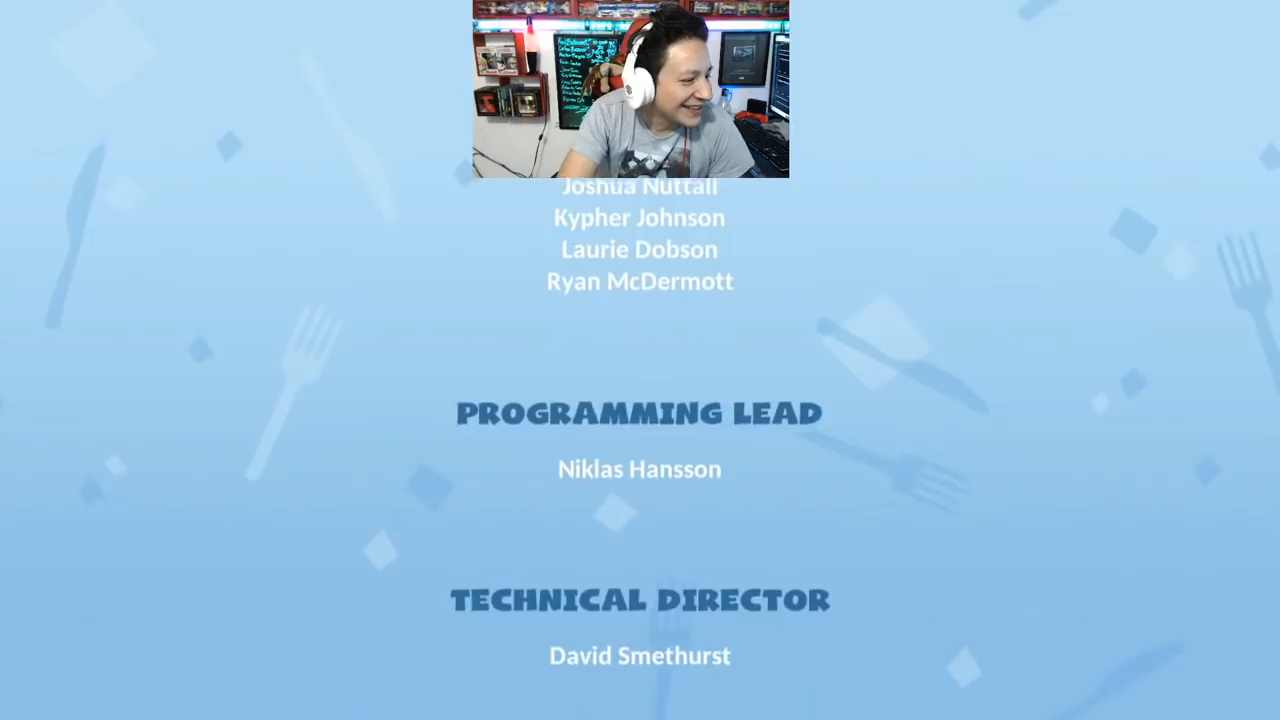 Joshua Nuttall
Kypher Johnson
Laurie Dobson
Ryan McDermott
PROGRAMMING LEAD
Niklas Hansson
TECHNICAL DIRECTOR
David Smethurst